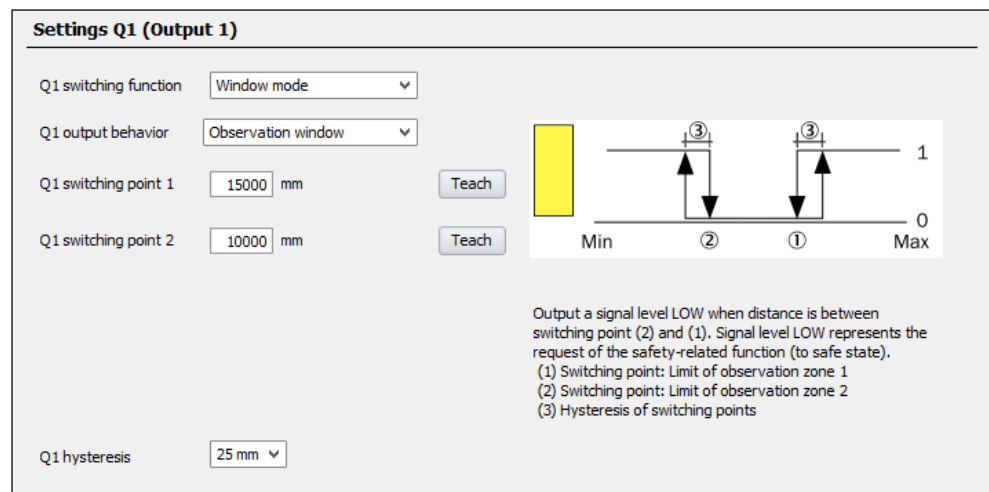 Settings Q1 (Output 1)
Q1 switching function Window mode
Q1 output behavior Observation window
Q1 switching point 1 15000 mm Teach
Q1 switching point 2 10000 mm Teach
③ ③
1
0
Min ② ① Max
Output a signal level LOW when distance is between
switching point (2) and (1). Signal level LOW represents the
request of the safety-related function (to safe state).
(1) Switching point: Limit of observation zone 1
(2) Switching point: Limit of observation zone 2
(3) Hysteresis of switching points
Q1 hysteresis 25 mm